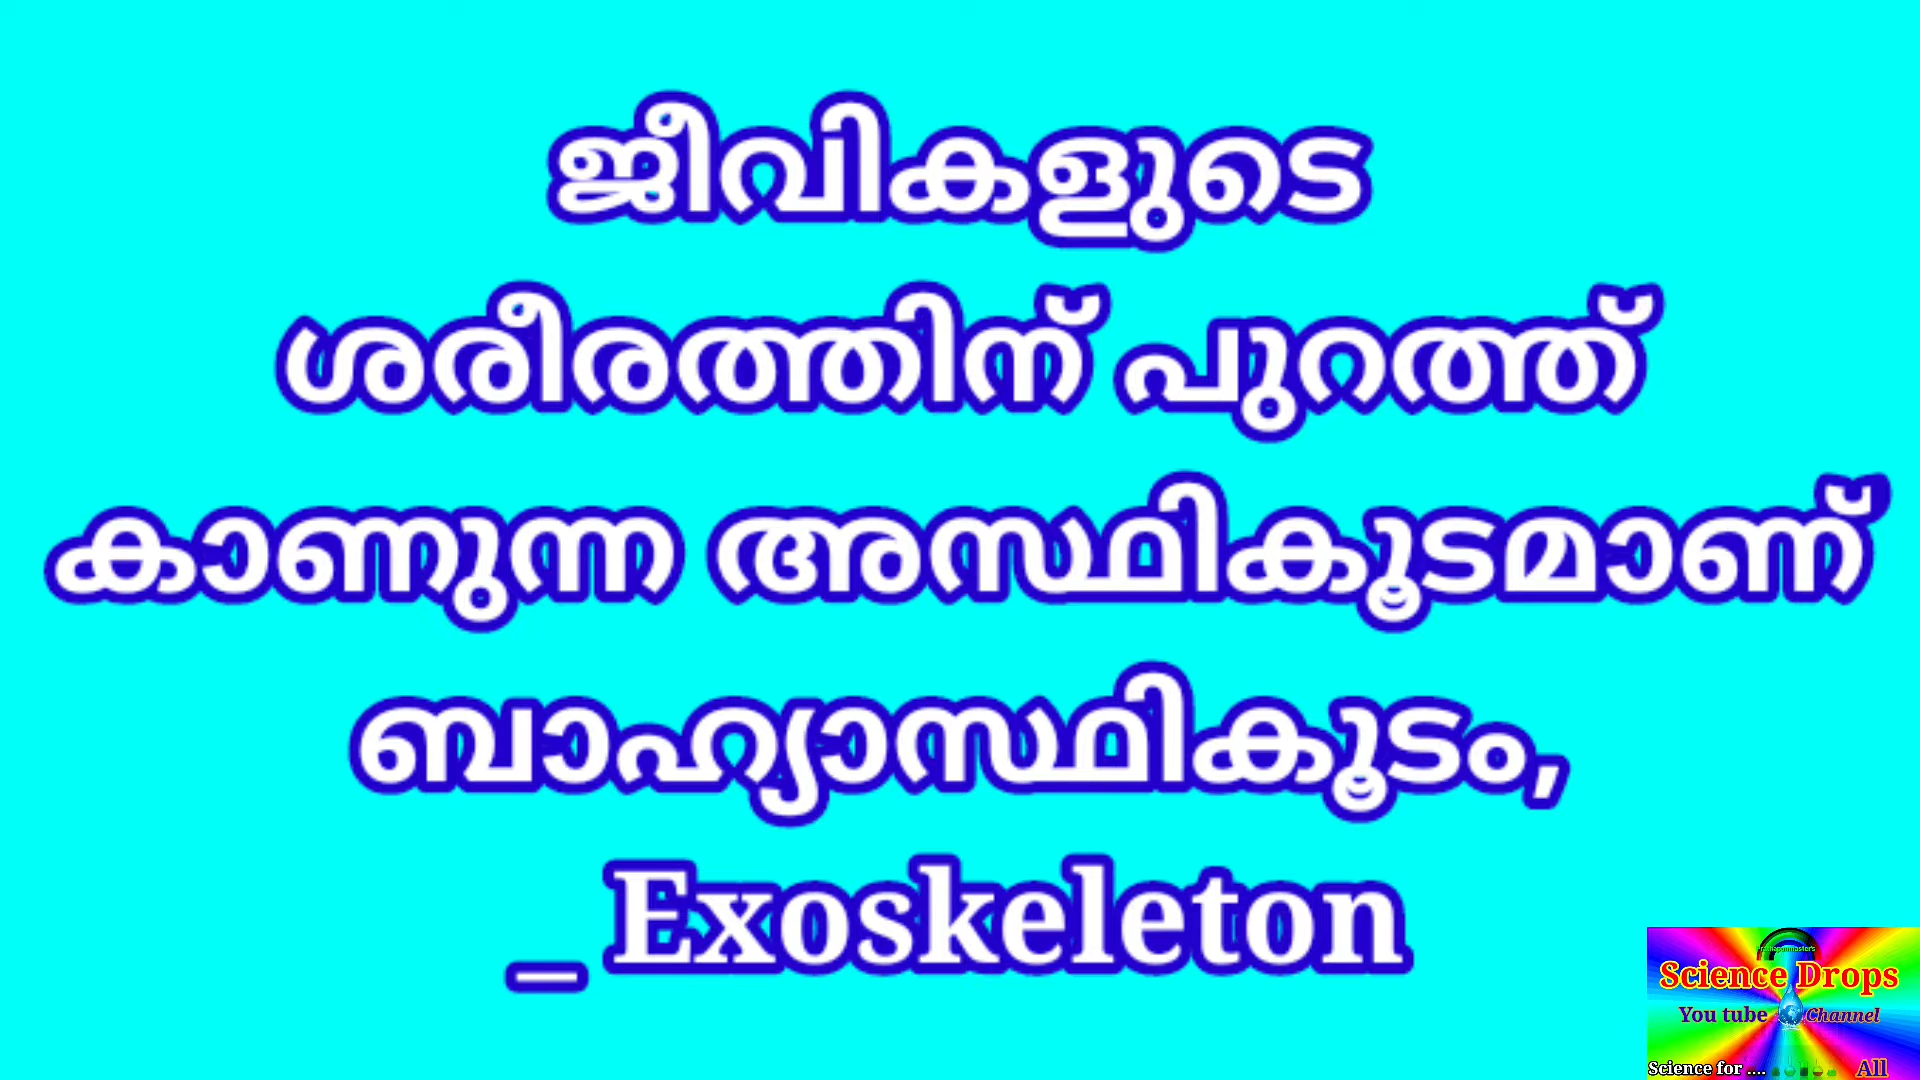 ജീവികളുടെ
ശരീരത്തിന് പുറത്ത്
കാണുന്ന അസ്ഥികൂടമാണ്
ബാഹ്യാസ്ഥികൂടം,
_ Exoskeleton
Science Drops
You tube Channel
Science for .... All